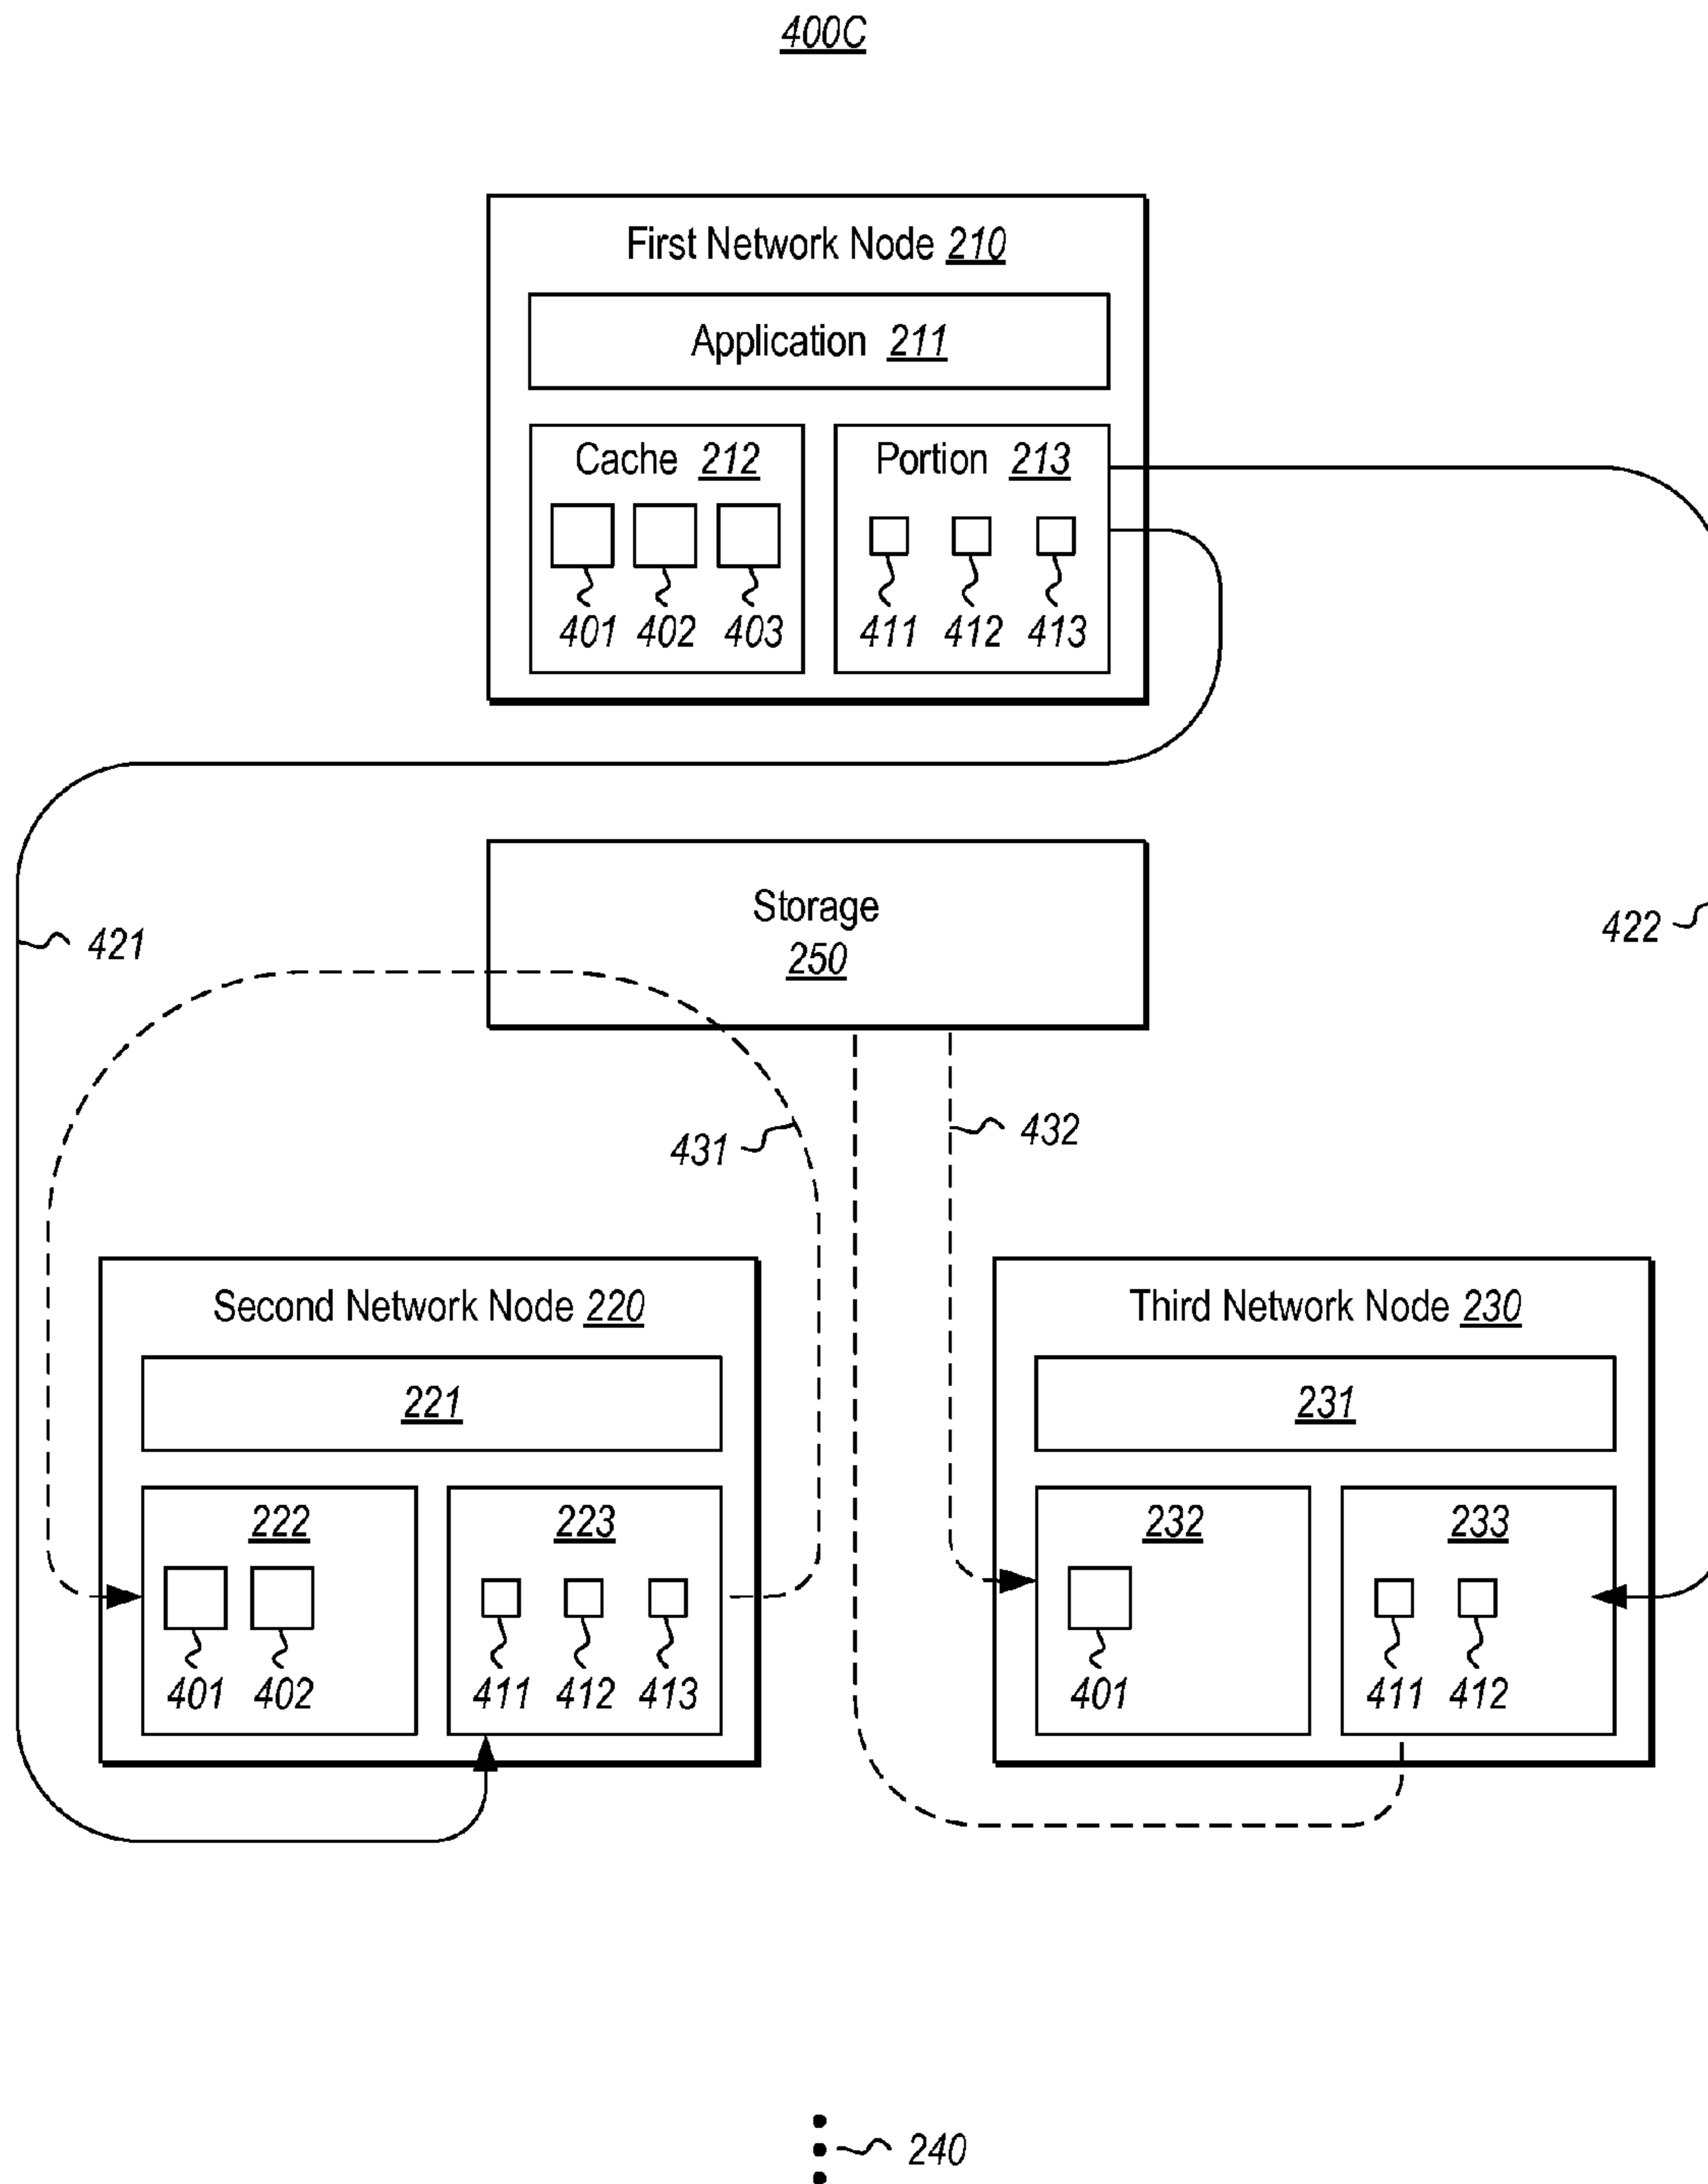 400C
First Network Node 210
Application 211
Cache 212
Portion 213
401 402 403
411 412 413
Storage
250
421
422
431
432
Second Network Node 220
221
222
223
401 402
411 412 413
Third Network Node 230
231
232
233
401
411 412
240